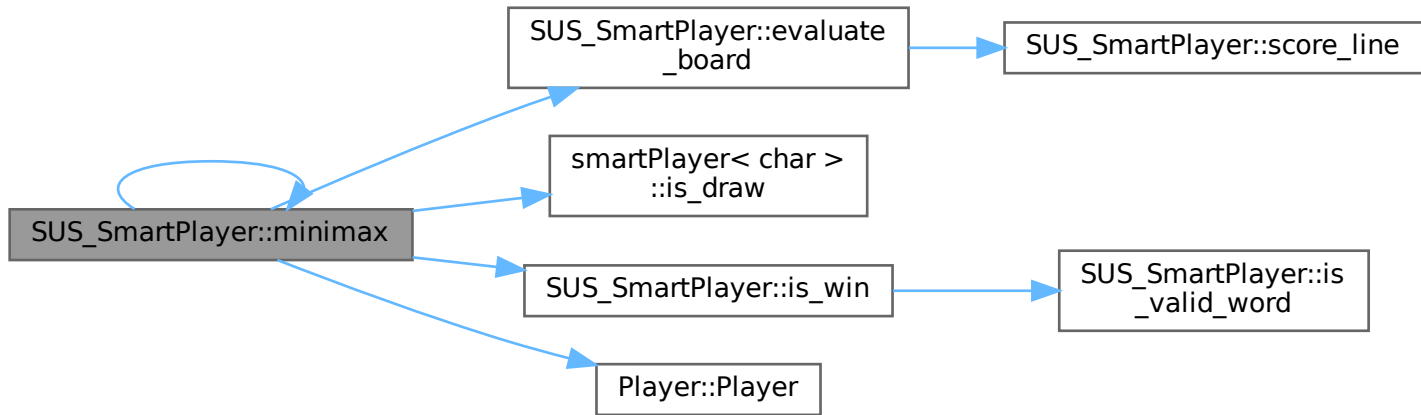 SUS_SmartPlayer::minimax
SUS_SmartPlayer::evaluate
_board
SUS_SmartPlayer::score_line
smartPlayer< char >
::is_draw
SUS_SmartPlayer::is_win
SUS_SmartPlayer::is
_valid_word
Player::Player